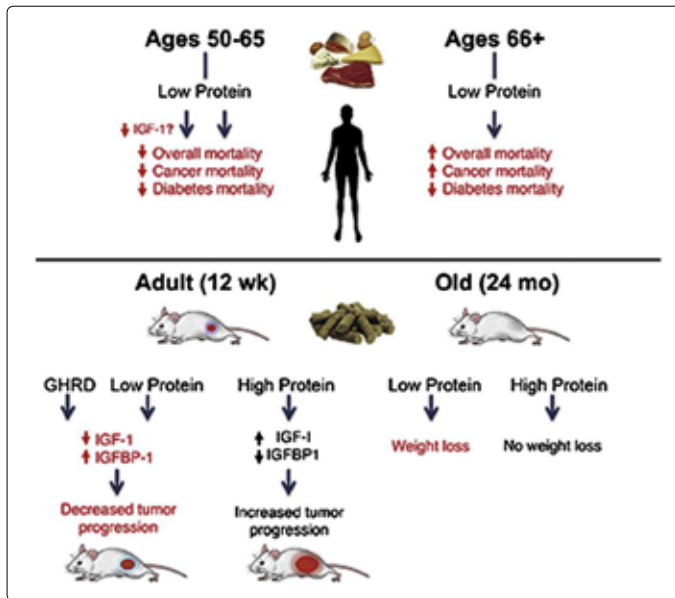 Ages 50-65
Ages 66+
Low Protein
Low Protein
↓ IGF-1?
↓ Overall mortality
↓ Cancer mortality
↓ Diabetes mortality
↑ Overall mortality
↑ Cancer mortality
↓ Diabetes mortality
Adult (12 wk)
Old (24 mo)
GHRD
Low Protein
High Protein
Low Protein
High Protein
↓ IGF-1
↑ IGFBP-1
↑ IGF-I
↓ IGFBP1
Weight loss
No weight loss
Decreased tumor
progression
Increased tumor
progression